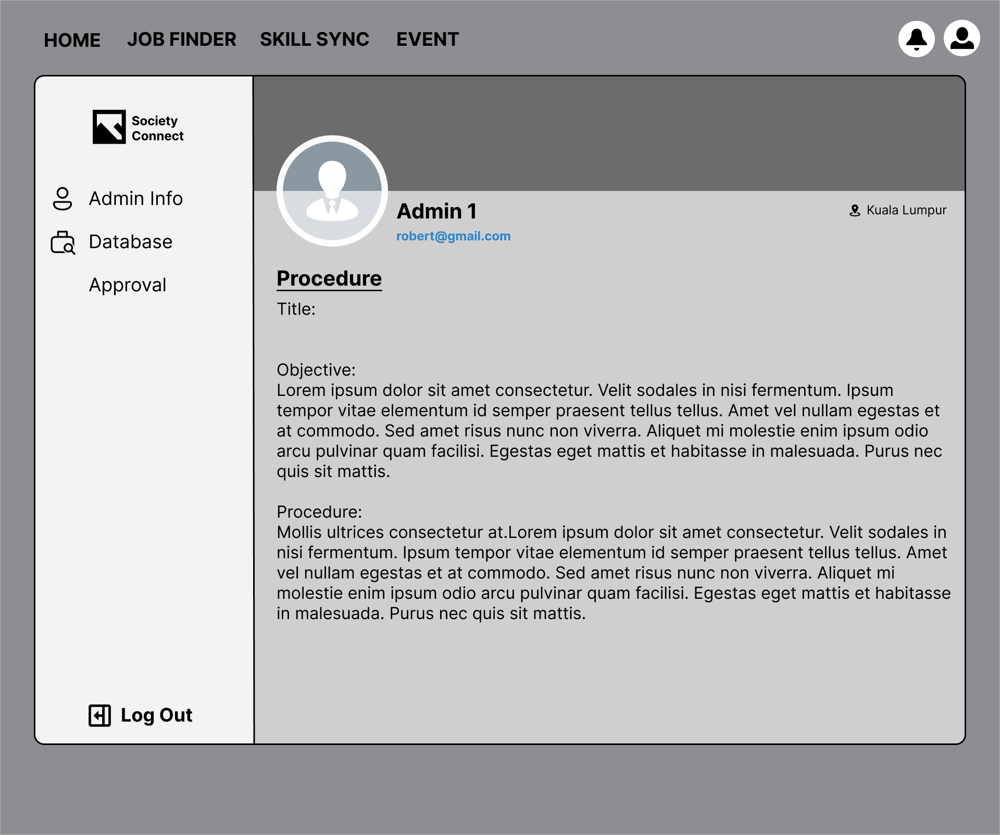 HOME JOB FINDER SKILL SYNC EVENT
Society
Connect
Admin Info
Database
Approval
Log Out
Admin 1
Kuala Lumpur
robert@gmail.com
Procedure
Title:
Objective:
Lorem ipsum dolor sit amet consectetur. Velit sodales in nisi fermentum. Ipsum
tempor vitae elementum id semper praesent tellus tellus. Amet vel nullam egestas et
at commodo. Sed amet risus nunc non viverra. Aliquet mi molestie enim ipsum odio
arcu pulvinar quam facilisi. Egestas eget mattis et habitasse in malesuada. Purus nec
quis sit mattis.
Procedure:
Mollis ultrices consectetur at.Lorem ipsum dolor sit amet consectetur. Velit sodales in
nisi fermentum. Ipsum tempor vitae elementum id semper praesent tellus tellus. Amet
vel nullam egestas et at commodo. Sed amet risus nunc non viverra. Aliquet mi
molestie enim ipsum odio arcu pulvinar quam facilisi. Egestas eget mattis et habitasse
in malesuada. Purus nec quis sit mattis.